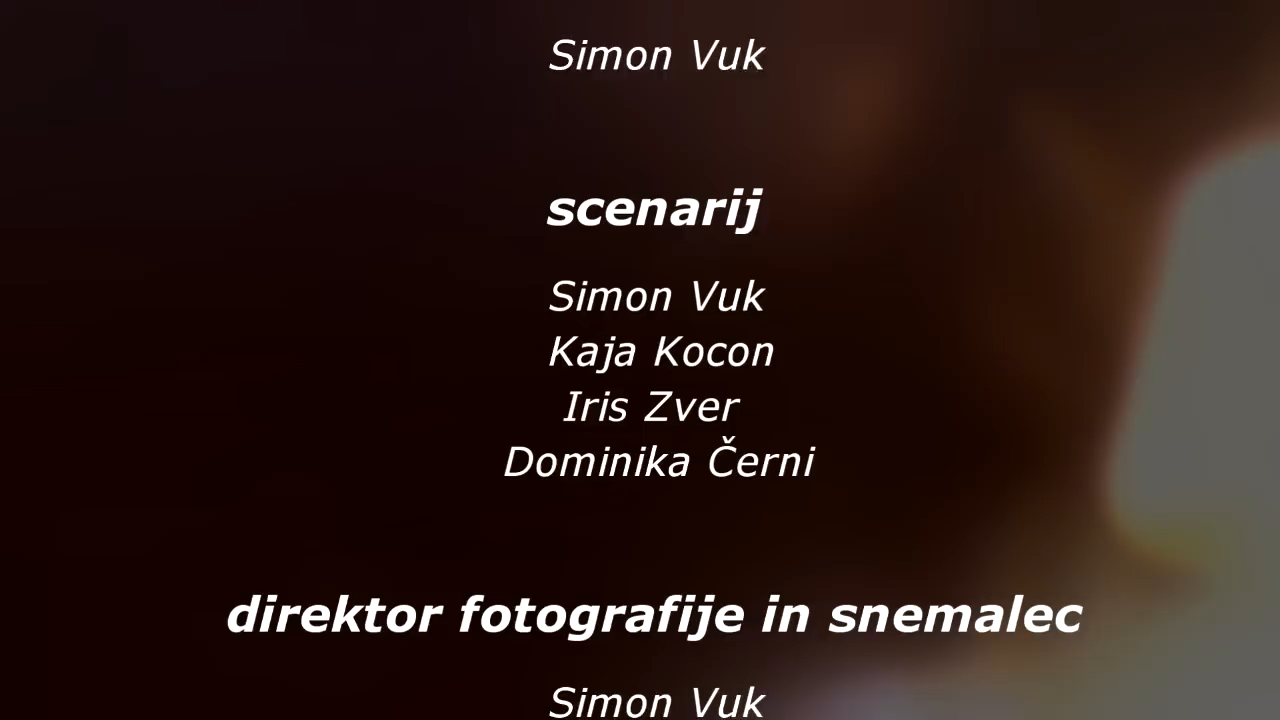 Simon Vuk
scenarij
Simon Vuk
Kaja Kocon
Iris Zver
Dominika Černi
direktor fotografije in snemalec
Simon Vuk